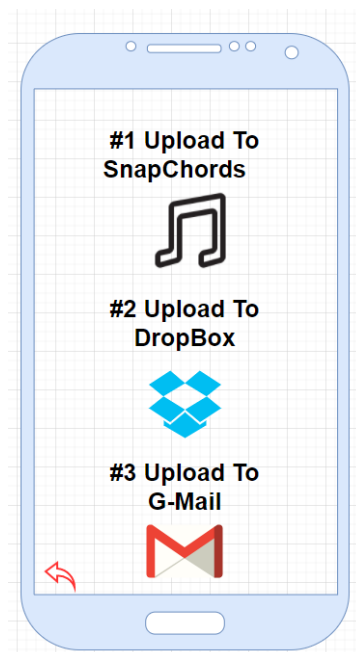 #1 Upload To
SnapChords
#2 Upload To
DropBox
#3 Upload To
G-Mail